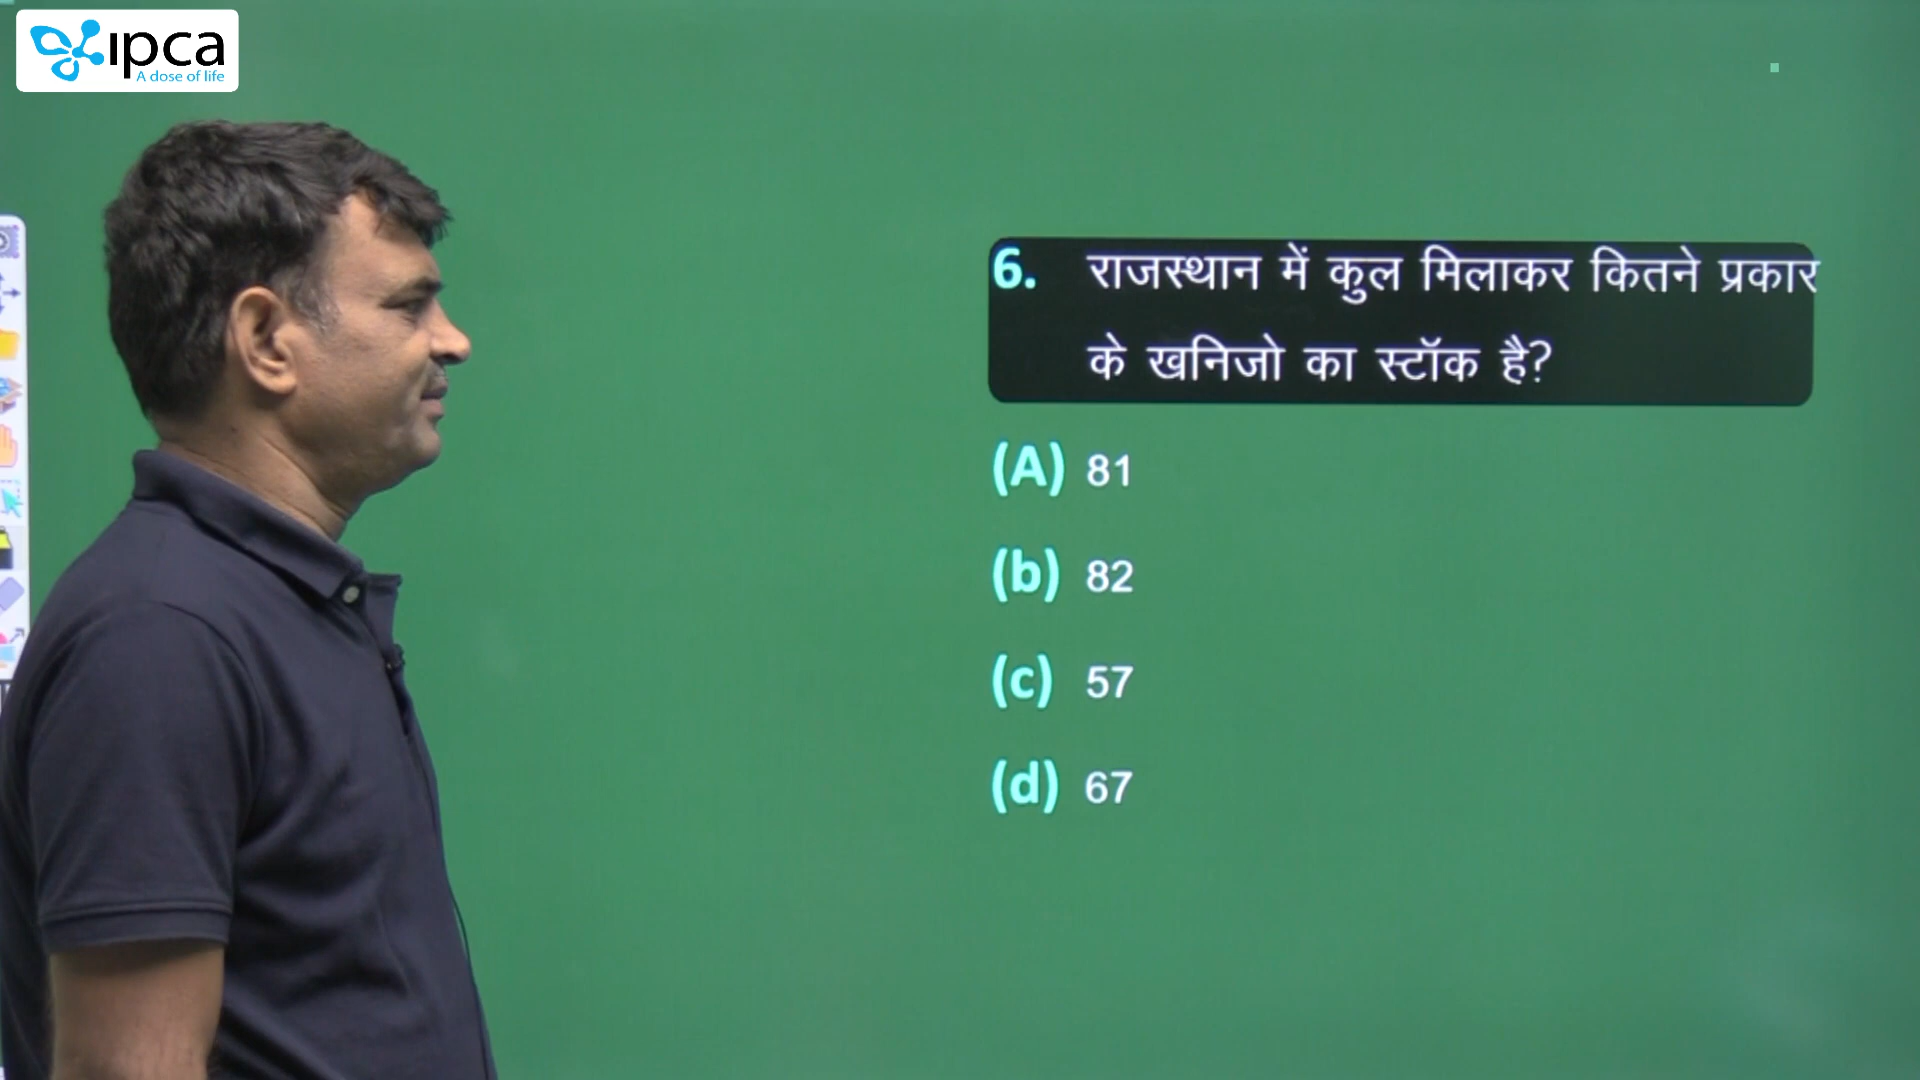 ipca
A dose of life
6. राजस्थान में कुल मिलाकर कितने प्रकार
के खनिजो का स्टॉक है?
(A) 81
(b) 82
(c) 57
(d) 67